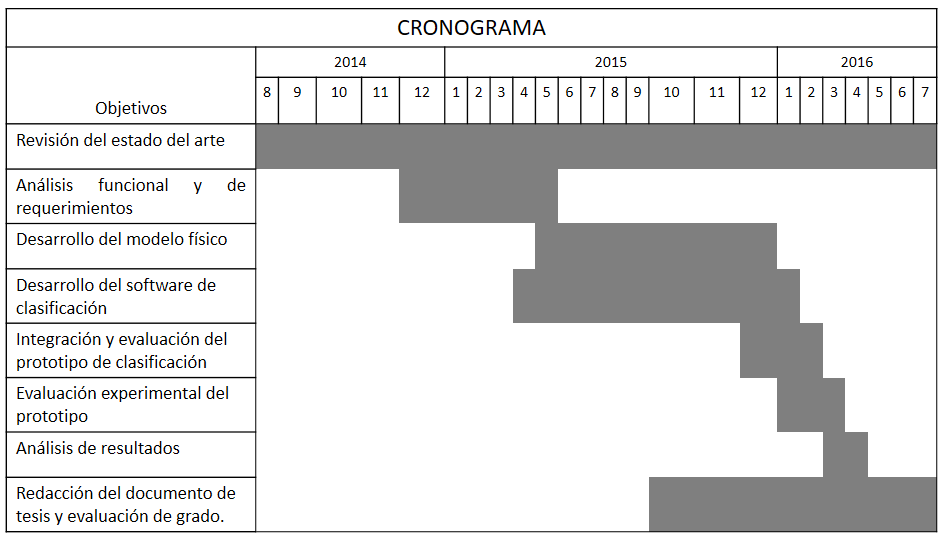 CRONOGRAMA
2014 2015 2016
Objetivos
8 9 10 11 12 1 2 3 4 5 6 7 8 9 10 11 12 1 2 3 4 5 6 7
Revisión del estado del arte
Análisis funcional y de
requerimientos
Desarrollo del modelo físico
Desarrollo del software de
clasificación
Integración y evaluación del
prototipo de clasificación
Evaluación experimental del
prototipo
Análisis de resultados
Redacción del documento de
tesis y evaluación de grado.